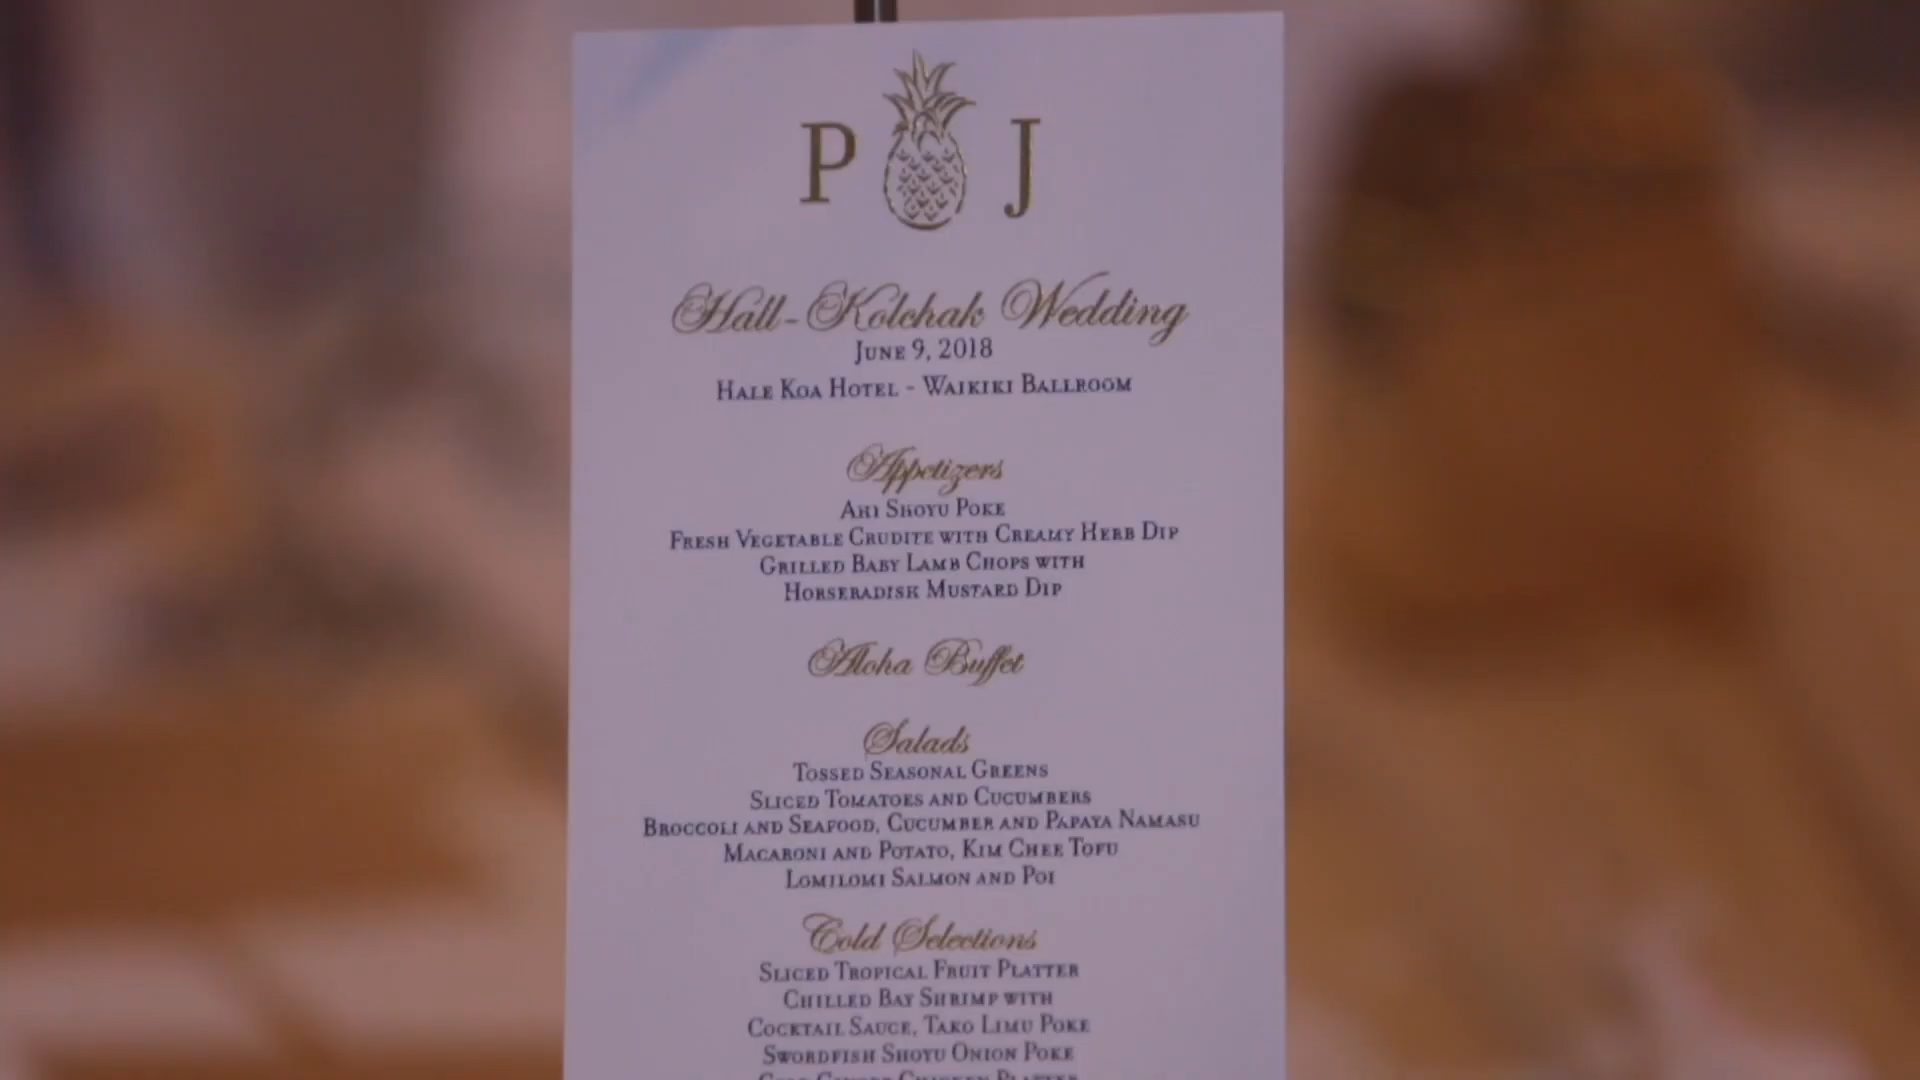 P J
Hall-Kolchak Wedding
June 9, 2018
Hale Koa Hotel - Waikiki Ballroom
Appetizers
Ahi Shoyu Poke
Fresh Vegetable Crudite with Creamy Herb Dip
Grilled Baby Lamb Chops with
Horseradish Mustard Dip
Aloha Buffet
Salads
Tossed Seasonal Greens
Sliced Tomatoes and Cucumbers
Broccoli and Seafood, Cucumber and Papaya Namasu
Macaroni and Potato, Kim Chee Tofu
Lomilomi Salmon and Poi
Cold Selections
Sliced Tropical Fruit Platter
Chilled Bay Shrimp with
Cocktail Sauce, Tako Limu Poke
Swordfish Shoyu Onion Poke